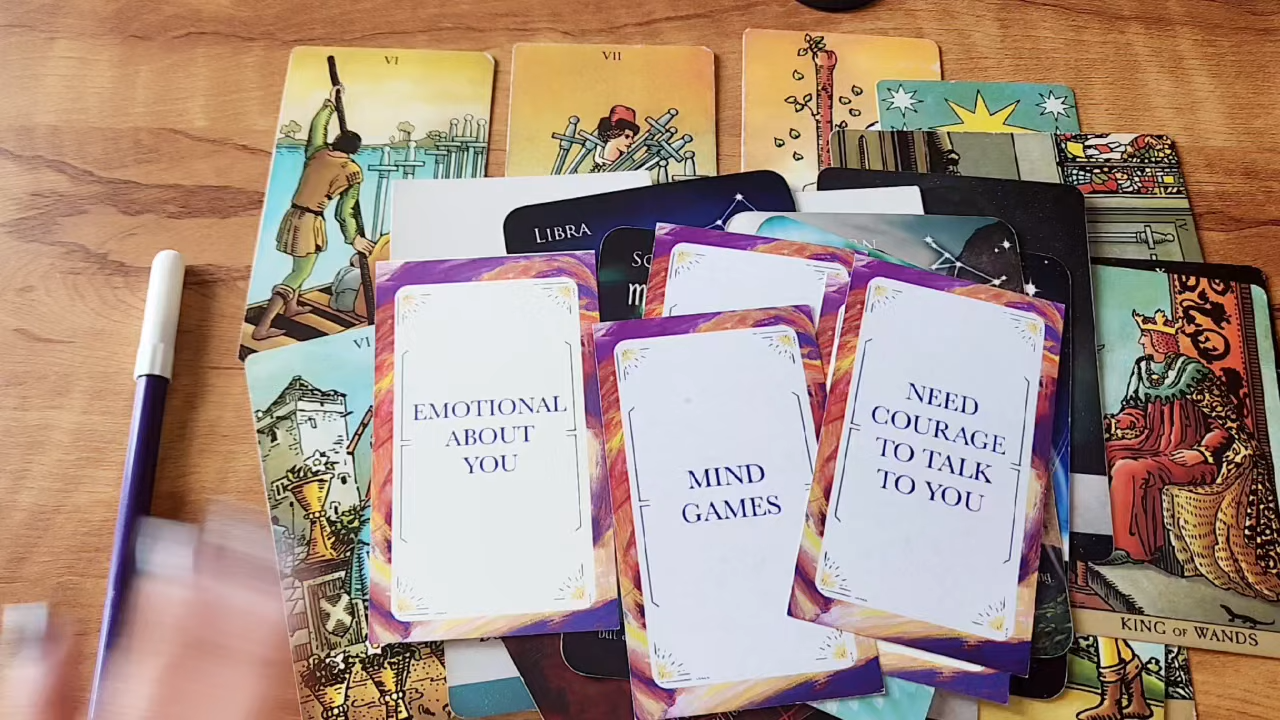 VI
VII
LIBRA
EMOTIONAL
ABOUT
YOU
MIND
GAMES
NEED
COURAGE
TO TALK
TO YOU
KING OF WANDS